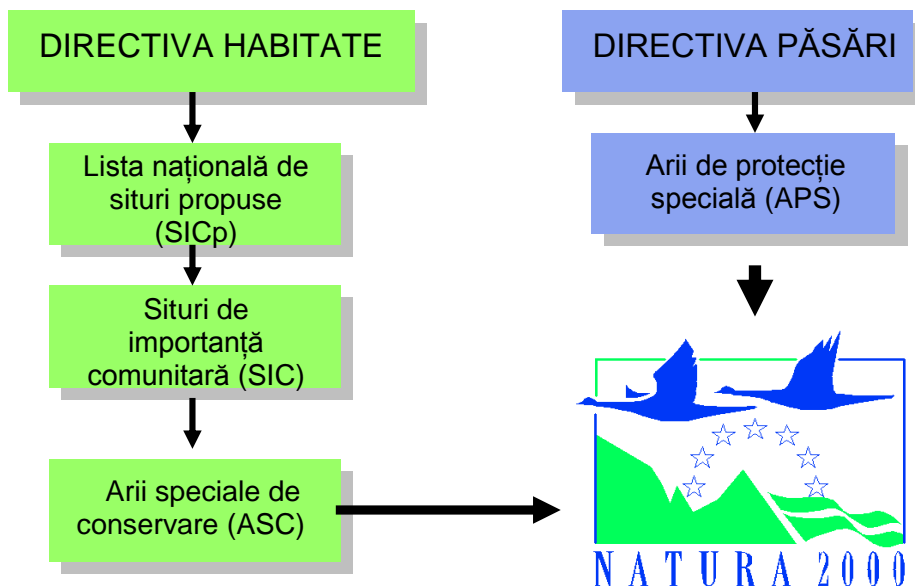 DIRECTIVA HABITATE
Lista națională de
situri propuse
(SICp)
Situri de
importanță
comunitară (SIC)
Arii speciale de
conservare (ASC)
DIRECTIVA PĂSĂRI
Arii de protecție
specială (APS)
NATURA 2000